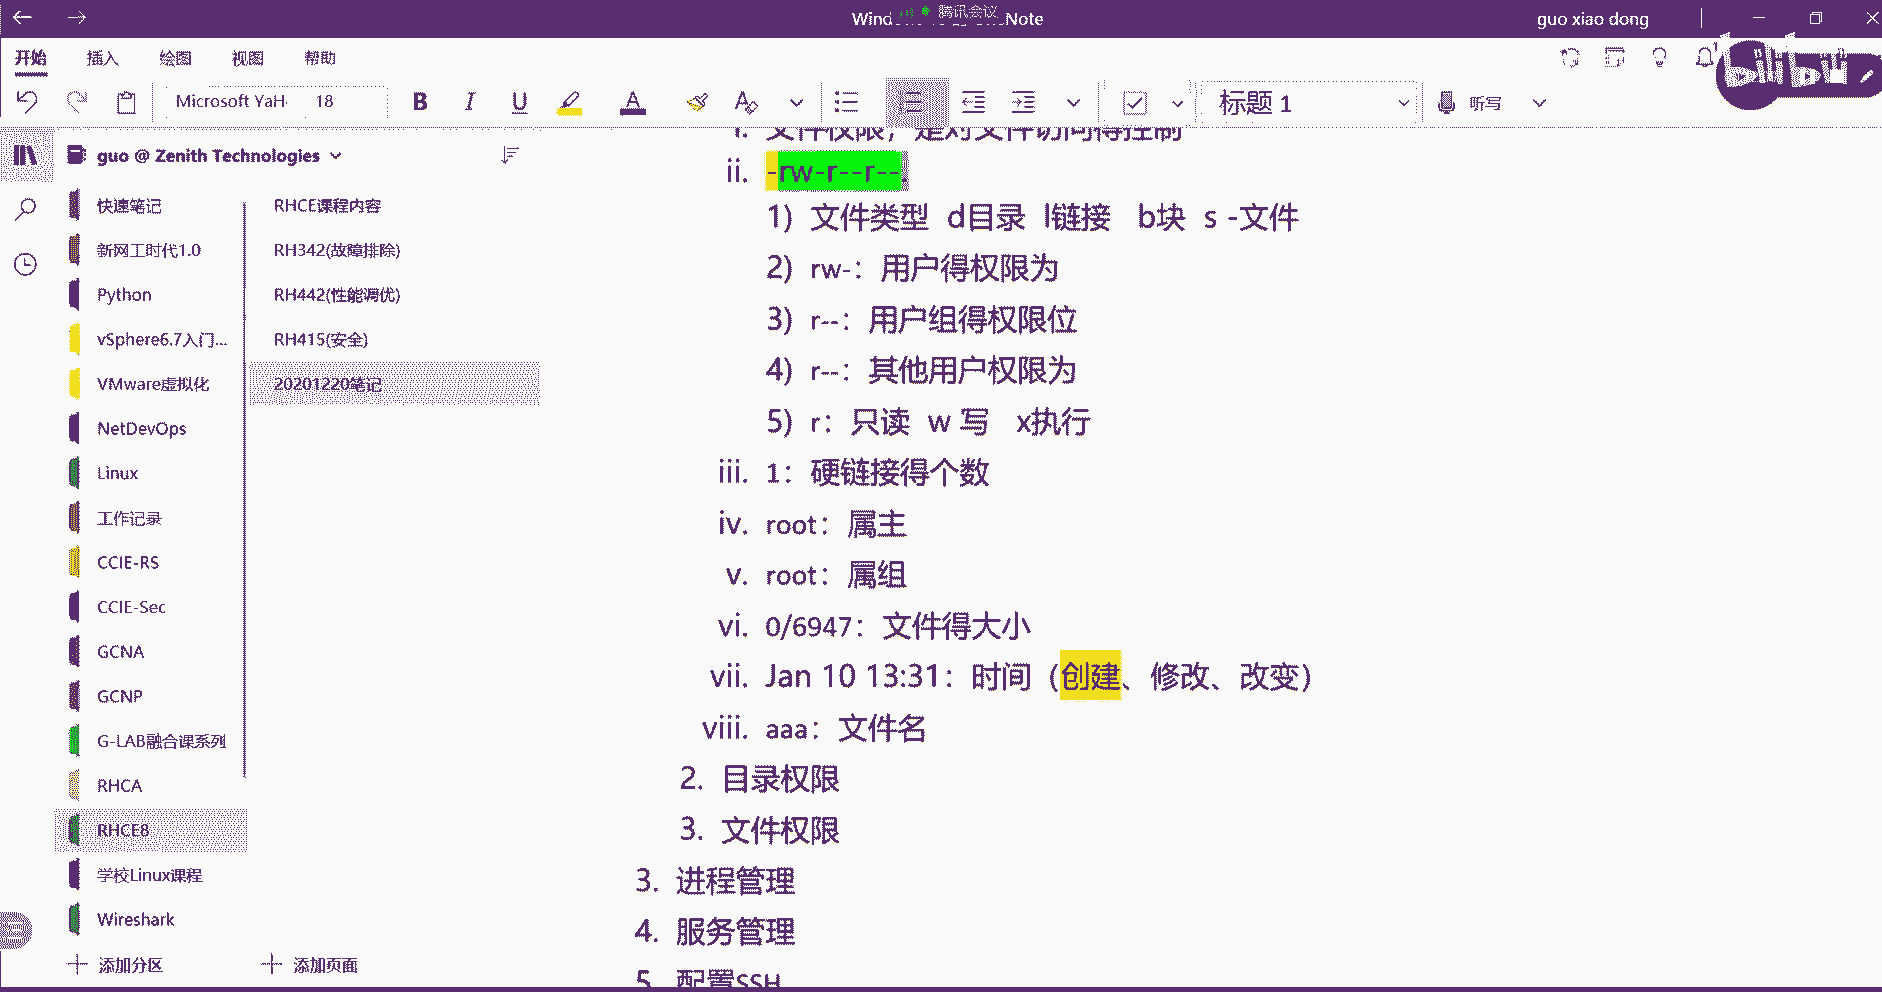 Wind 腾讯会议 Note
guo xiao dong
开始 插入 绘图 视图 帮助
bilibili
Microsoft YaH 18
B I U A A
标题 1
听写
guo @ Zenith Technologies
快速笔记
新网工时代1.0
Python
vSphere6.7入门...
VMware虚拟化
NetDevOps
Linux
工作记录
CCIE-RS
CCIE-Sec
GCNA
GCNP
G-LAB融合课系列
RHCA
RHCE8
学校Linux课程
Wireshark
添加分区
RHCE课程内容
RH342(故障排除)
RH442(性能调优)
RH415(安全)
20201220笔记
添加页面
i. 文件权限，是对文件访问得控制
ii. -rw-r--r--.
1) 文件类型 d目录 l链接 b块 s -文件
2) rw-：用户得权限为
3) r--：用户组得权限位
4) r--：其他用户权限为
5) r：只读 w 写 x执行
iii. 1：硬链接得个数
iv. root：属主
v. root：属组
vi. 0/6947：文件得大小
vii. Jan 10 13:31：时间（创建、修改、改变）
viii. aaa：文件名
2. 目录权限
3. 文件权限
3. 进程管理
4. 服务管理
5. 配置SSH